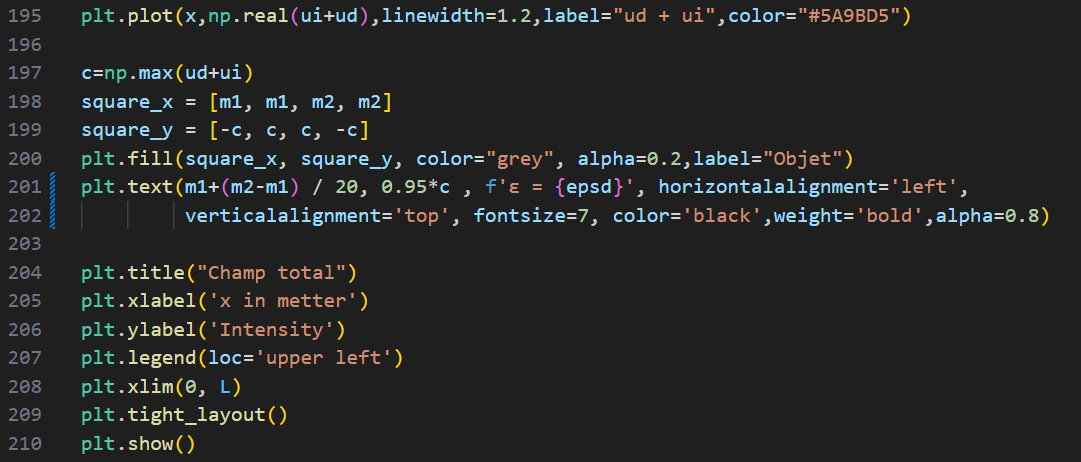 195 plt.plot(x,np.real(ui+ud),linewidth=1.2,label="ud + ui",color="#5A9BD5")
196
197 c=np.max(ud+ui)
198 square_x = [m1, m1, m2, m2]
199 square_y = [-c, c, c, -c]
200 plt.fill(square_x, square_y, color="grey", alpha=0.2,label="Objet")
201 plt.text(m1+(m2-m1) / 20, 0.95*c , f'ε = {epsd}', horizontalalignment='left',
202 verticalalignment='top', fontsize=7, color='black',weight='bold',alpha=0.8)
203
204 plt.title("Champ total")
205 plt.xlabel('x in metter')
206 plt.ylabel('Intensity')
207 plt.legend(loc='upper left')
208 plt.xlim(0, L)
209 plt.tight_layout()
210 plt.show()